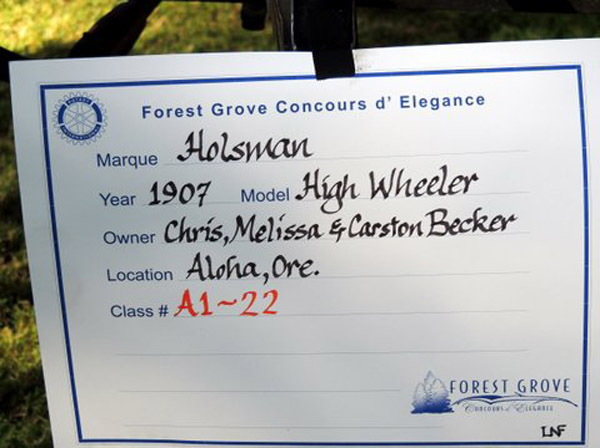 Forest Grove Concours d' Elegance
Marque Holsman
Year 1907 Model High Wheeler
Owner Chris, Melissa & Carston Becker
Location Aloha, Ore.
Class # A1~22
FOREST GROVE
CONCOURS d'ELEGANCE
LNF